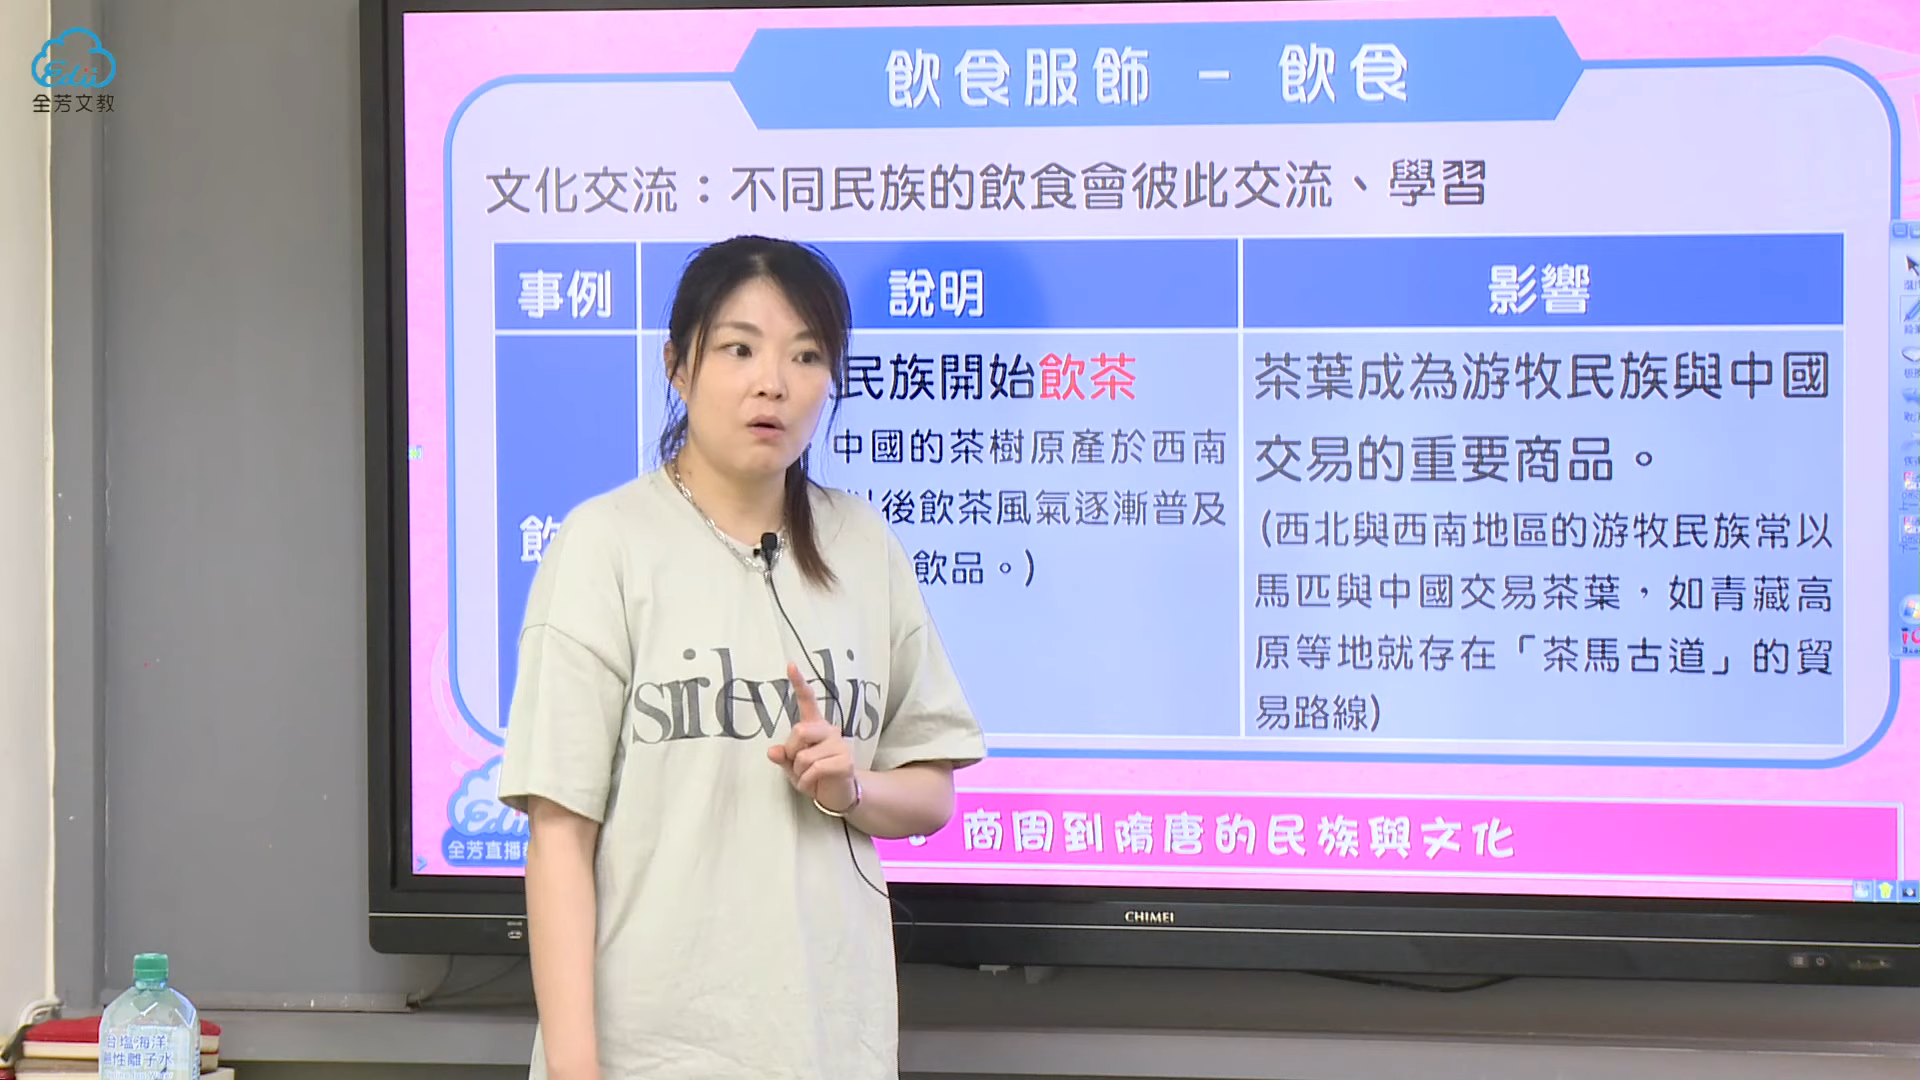 Edii
全芳文教
飲食服飾 - 飲食
文化交流：不同民族的飲食會彼此交流、學習
事例
說明
影響
民族開始飲茶
中國的茶樹原產於西南
以後飲茶風氣逐漸普及
飲品。)
飲
茶葉成為游牧民族與中國
交易的重要商品。
(西北與西南地區的游牧民族常以
馬匹與中國交易茶葉，如青藏高
原等地就存在「茶馬古道」的貿
易路線)
Edii
全芳直播
商周到隋唐的民族與文化
CHIMEI
台塩海洋
鹼性離子水